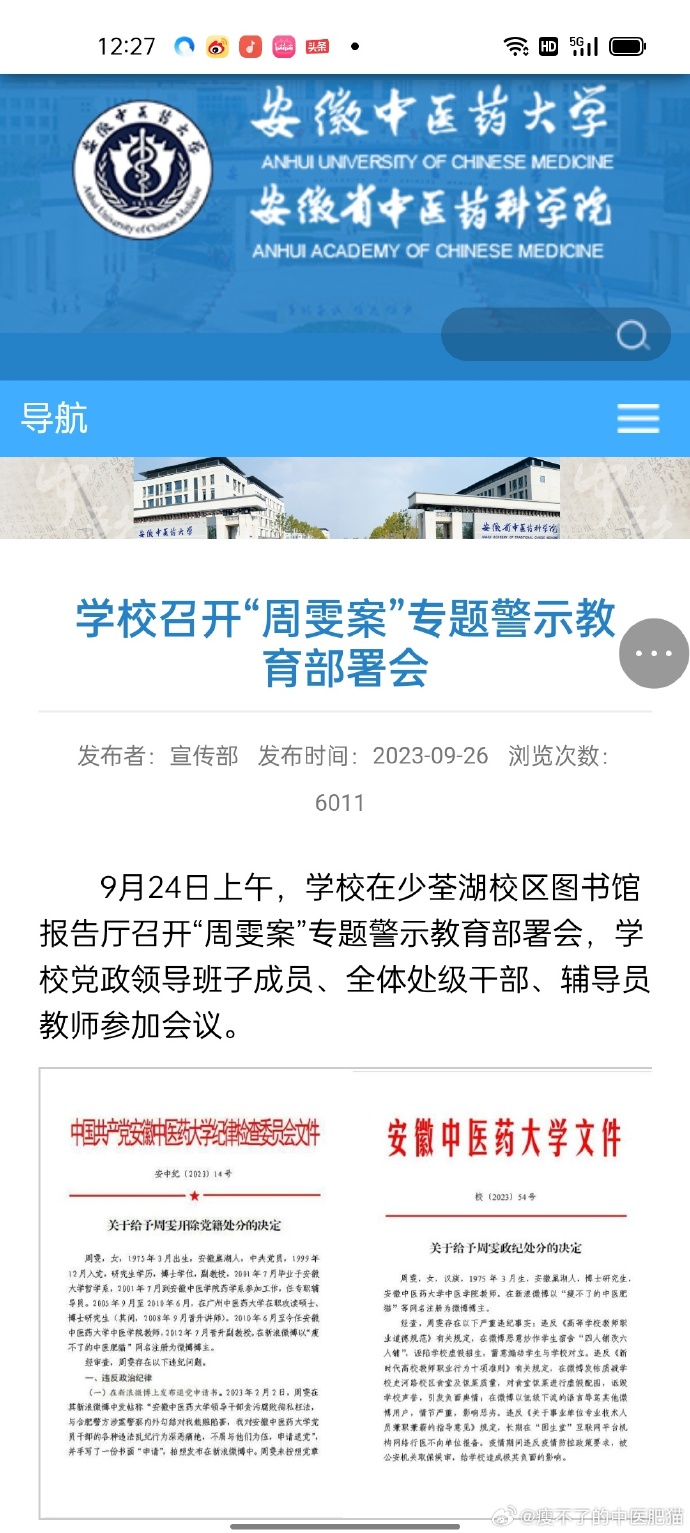 12:27
头条
HD
5G
安徽中医药大学
ANHUI UNIVERSITY OF CHINESE MEDICINE
安徽省中医药科学院
ANHUI ACADEMY OF CHINESE MEDICINE
导航
安徽中医药大学
安徽省中医药科学院
学校召开“周雯案”专题警示教
育部署会
发布者：宣传部 发布时间：2023-09-26 浏览次数：
6011
9月24日上午，学校在少荃湖校区图书馆
报告厅召开“周雯案”专题警示教育部署会，学
校党政领导班子成员、全体处级干部、辅导员
教师参加会议。
中国共产党安徽中医药大学纪律检查委员会文件
安中纪〔2023〕14号
关于给予周雯开除党籍处分的决定
周雯，女，1975年3月出生，安徽巢湖人，中共党员，1999年
12月入党，研究生学历，博士学位，副教授。2001年7月毕业于安徽
大学哲学系，2001年7月到安徽中医学院药学系参加工作，任专职辅
导员。2005年9月至2010年6月，在广州中医药大学在职攻读硕士、
博士研究生（其间，2008年9月晋升讲师）。2010年6月至今任安徽
中医药大学中医学院教师，2012年7月晋升副教授。在新浪微博以“瘦
不了的中医肥猫”网名注册为微博博主。
经审查，周雯存在以下违纪问题。
一、违反政治纪律
（一）在新浪微博上发布退党申请书。2023年2月2日，周雯在
其新浪微博中发帖称“安徽中医药大学领导干部贪污腐败徇私枉法，
与合肥警方涉黑警察内外勾结对我栽赃陷害，我对安徽中医药大学党
员干部的各种违法乱纪行为深恶痛绝，不屑与他们为伍，申请退党”，
并手写了一份书面“申请”，拍照发布在新浪微博中。周雯未按照党章
安徽中医药大学文件
校〔2023〕54号
关于给予周雯政纪处分的决定
周雯，女，汉族，1975年3月生，安徽巢湖人，博士研究生，
安徽中医药大学中医学院教师。在新浪微博以“瘦不了的中医肥
猫”等网名注册为微博博主。
经查，周雯存在以下严重违纪事实：违反《高等学校教师职
业道德规范》有关规定，在微博恶意炒作学生宿舍“四人铺改六
人铺”，诬陷学校虚假招生，蓄意煽动学生与学校对立。违反《新
时代高校教师职业行为十项准则》有关规定，在微博发帖质疑学
校史河路校区食堂及饭菜质量，对食堂饭菜进行虚假配图，诋毁
学校声誉，引发负面舆情；在微博以低级下流的语言辱骂其他微
博用户，情节严重，影响恶劣。违反《关于事业单位专业技术人
员兼职兼薪的指导意见》规定，长期在“固生堂”互联网平台机
构网络行医不向单位报备。疫情期间违反疫情防控政策要求，被
公安机关取保候审，给学校造成极其负面的影响。
@瘦不了的中医肥猫